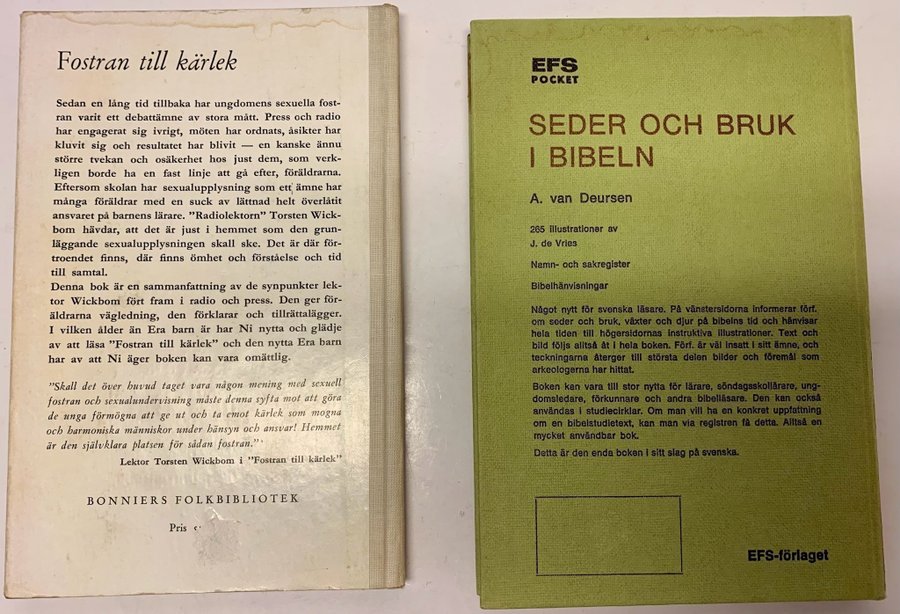 Fostran till kärlek
Sedan en lång tid tillbaka har ungdomens sexuella fost-
ran varit ett debattämne av stora mått. Press och radio
har engagerat sig ivrigt, möten har ordnats, åsikter har
kluvit sig och resultatet har blivit — en kanske ännu
större tvekan och osäkerhet hos just dem, som verk-
ligen borde ha en fast linje att gå efter, föräldrarna.
Eftersom skolan har sexualupplysning som ett ämne har
många föräldrar med en suck av lättnad helt överlåtit
ansvaret på barnens lärare. "Radiolektorn" Torsten Wick-
bom hävdar, att det är just i hemmet som den grun-
läggande sexualupplysningen skall ske. Det är där för-
troendet finns, där finns ömhet och förståelse och tid
till samtal.
Denna bok är en sammanfattning av de synpunkter lek-
tor Wickbom fört fram i radio och press. Den ger för-
äldrarna vägledning, den förklarar och tillrättalägger.
I vilken ålder än Era barn är har Ni nytta och glädje
av att läsa "Fostran till kärlek" och den nytta Era barn
har av att Ni äger boken kan vara omätlig.
"Skall det över huvud taget vara någon mening med sexuell
fostran och sexualundervisning måste denna syfta mot att göra
de unga förmögna att ge ut och ta emot kärlek som mogna
och harmoniska människor under hänsyn och ansvar! Hemmet
är den självklara platsen för sådan fostran."
Lektor Torsten Wickbom i "Fostran till kärlek"
BONNIERS FOLKBIBLIOTEK
Pris
EFS
POCKET
SEDER OCH BRUK
I BIBELN
A. van Deursen
265 illustrationer av
J. de Vries
Namn- och sakregister
Bibelhänvisningar
Något nytt för svenska läsare. På vänstersidorna informerar förf.
om seder och bruk, växter och djur på bibelns tid och hänvisar
hela tiden till högersidornas instruktiva illustrationer. Text och
bild följs alltså åt i hela boken. Förf. är väl insatt i sitt ämne, och
teckningarna återger till största delen bilder och föremål som
arkeologerna har hittat.
Boken kan vara till stor nytta för lärare, söndagsskollärare, ung-
domsledare, förkunnare och andra bibelläsare. Den kan också
användas i studiecirklar. Om man vill ha en konkret uppfattning
om en bibelstudietext, kan man via registren få detta. Alltså en
mycket användbar bok.
Detta är den enda boken i sitt slag på svenska.
EFS-förlaget